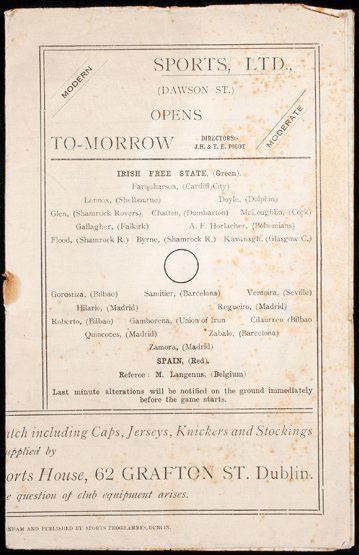 MODERN
SPORTS, LTD.,
(DAWSON ST.)
OPENS
TO-MORROW
DIRECTORS:-
J.H. & T. E. PIGOT
MODERATE
IRISH FREE STATE, (Green).
Farquharson, (Cardiff City)
Lennox, (Shelbourne) Doyle, (Dolphin)
Glen, (Shamrock Rovers) Chatton, (Dumbarton) McLoughlin, (Cork)
Gallagher, (Falkirk) A. F. Horlacher, (Bohemians)
Flood, (Shamrock R.) Byrne, (Shamrock R.) Kavanagh, (Glasgow C.)
Gorostiza, (Bilbao) Samitier, (Barcelona) Ventolra, (Seville)
Hilario, (Madrid) Regueiro, (Madrid)
Roberto, (Bilbao) Gamborena, (Union of Irun Cilaurren (Bilbao
Quincoces, (Madrid) Zabalo, (Barcelona)
Zamora, (Madrid)
SPAIN, (Red).
Referee: M. Langenus, (Belgium)
Last minute alterations will be notified on the ground immediately
before the game starts.
atch including Caps, Jerseys, Knickers and Stockings
upplied by
orts House, 62 GRAFTON ST. Dublin.
e question of club equipment arises.
NHAM AND PUBLISHED BY SPORTS PROGRAMMES, DUBLIN.